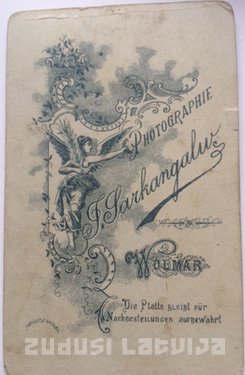 PHOTOGRAPHIE
J. Sarkangalw
WOLMAR
Die Platte bleibt für
Nachbestellungen aufbewahrt
ZUDUSI LATVIJA